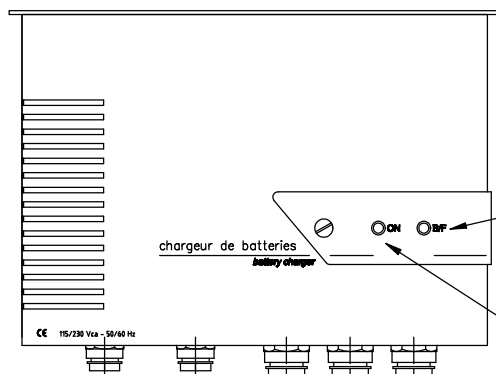 ON B/F
chargeur de batteries
battery charger
CE 115/230 Vca - 50/60 Hz